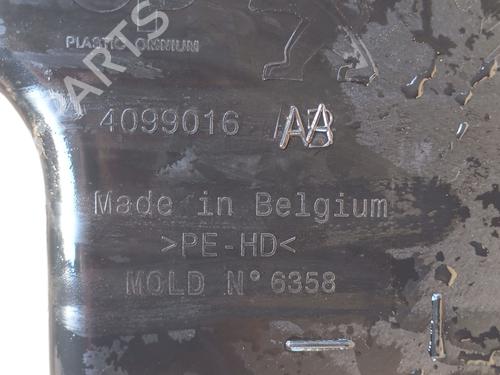 PLASTIC OMNIUM
4099016 AB
Made in Belgium
>PE-HD<
MOLD N° 6358